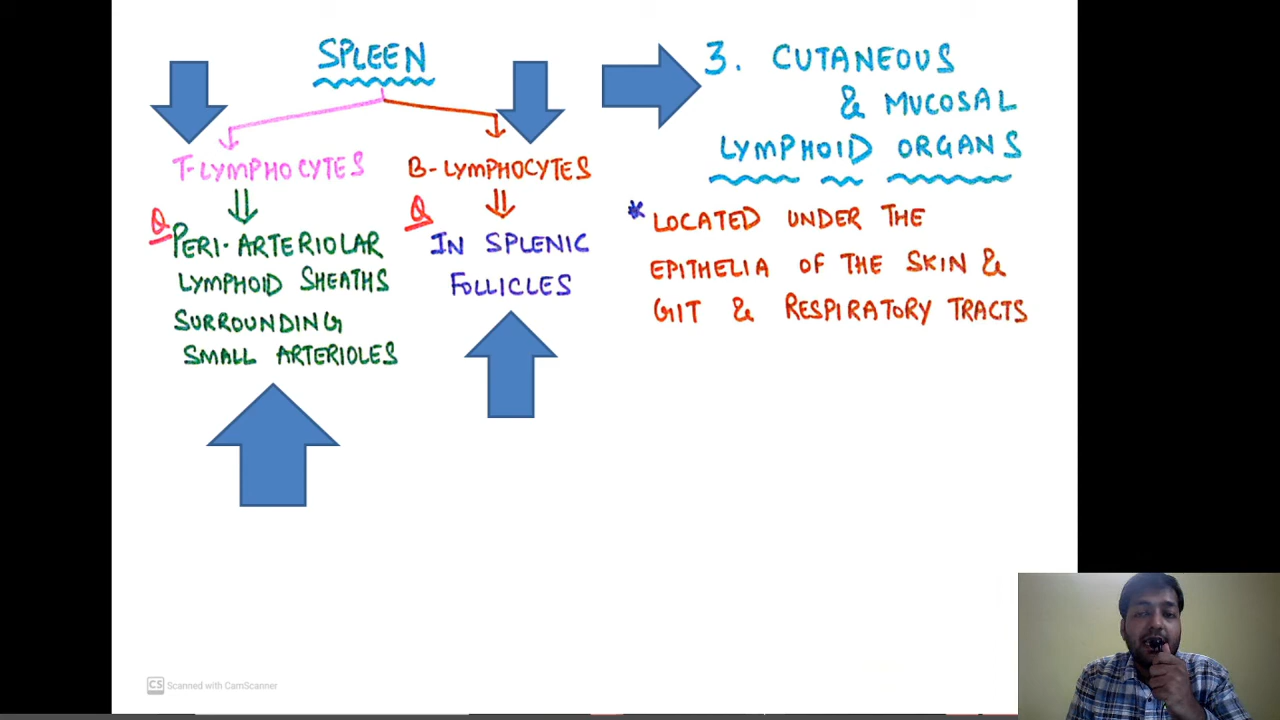 SPLEEN
T-LYMPHOCYTES
Q
PERI-ARTERIOLAR
LYMPHOID SHEATHS
SURROUNDING
SMALL ARTERIOLES
B-LYMPHOCYTES
Q
IN SPLENIC
FOLLICLES
3. CUTANEOUS
& MUCOSAL
LYMPHOID ORGANS
* LOCATED UNDER THE
EPITHELIA OF THE SKIN &
GIT & RESPIRATORY TRACTS
CS Scanned with CamScanner